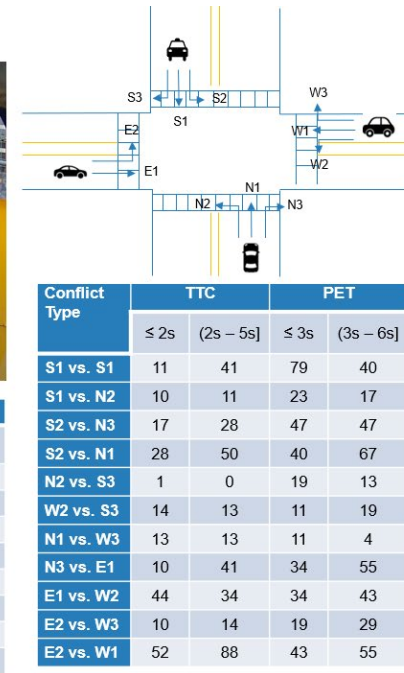 W3
S3 S2
S1
E2 W1
E1 W2
N1
N2 N3
Conflict Type TTC PET
≤ 2s (2s – 5s] ≤ 3s (3s – 6s]
S1 vs. S1 11 41 79 40
S1 vs. N2 10 11 23 17
S2 vs. N3 17 28 47 47
S2 vs. N1 28 50 40 67
N2 vs. S3 1 0 19 13
W2 vs. S3 14 13 11 19
N1 vs. W3 13 13 11 4
N3 vs. E1 10 41 34 55
E1 vs. W2 44 34 34 43
E2 vs. W3 10 14 19 29
E2 vs. W1 52 88 43 55